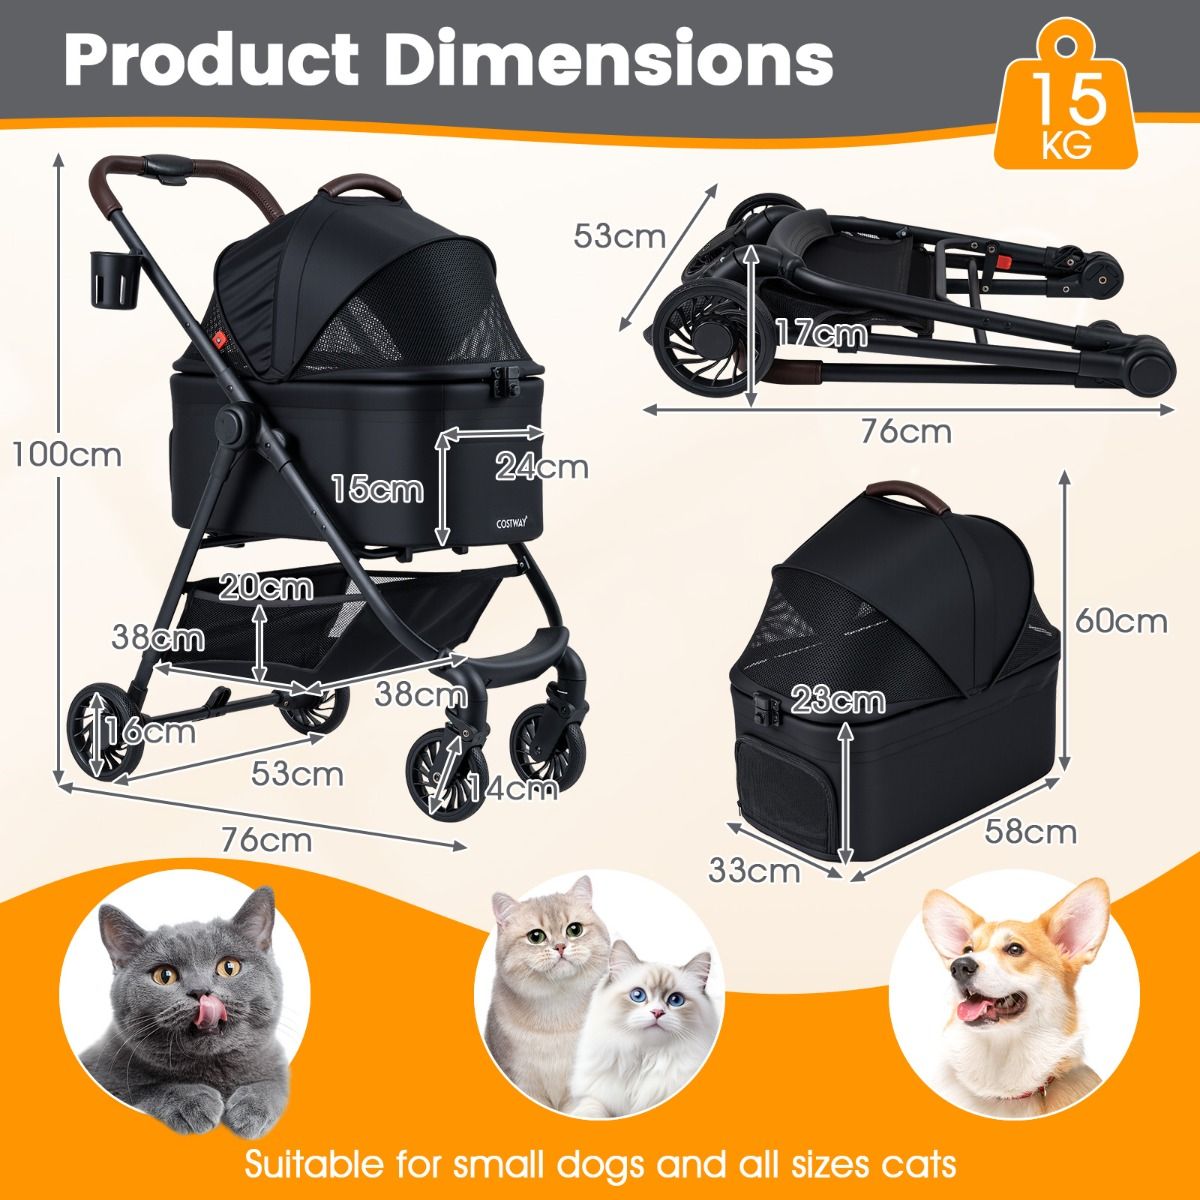 Product Dimensions
15
KG
100cm
15cm
24cm
COSTWAY
20cm
38cm
38cm
16cm
53cm
14cm
76cm
53cm
17cm
76cm
60cm
23cm
58cm
33cm
Suitable for small dogs and all sizes cats